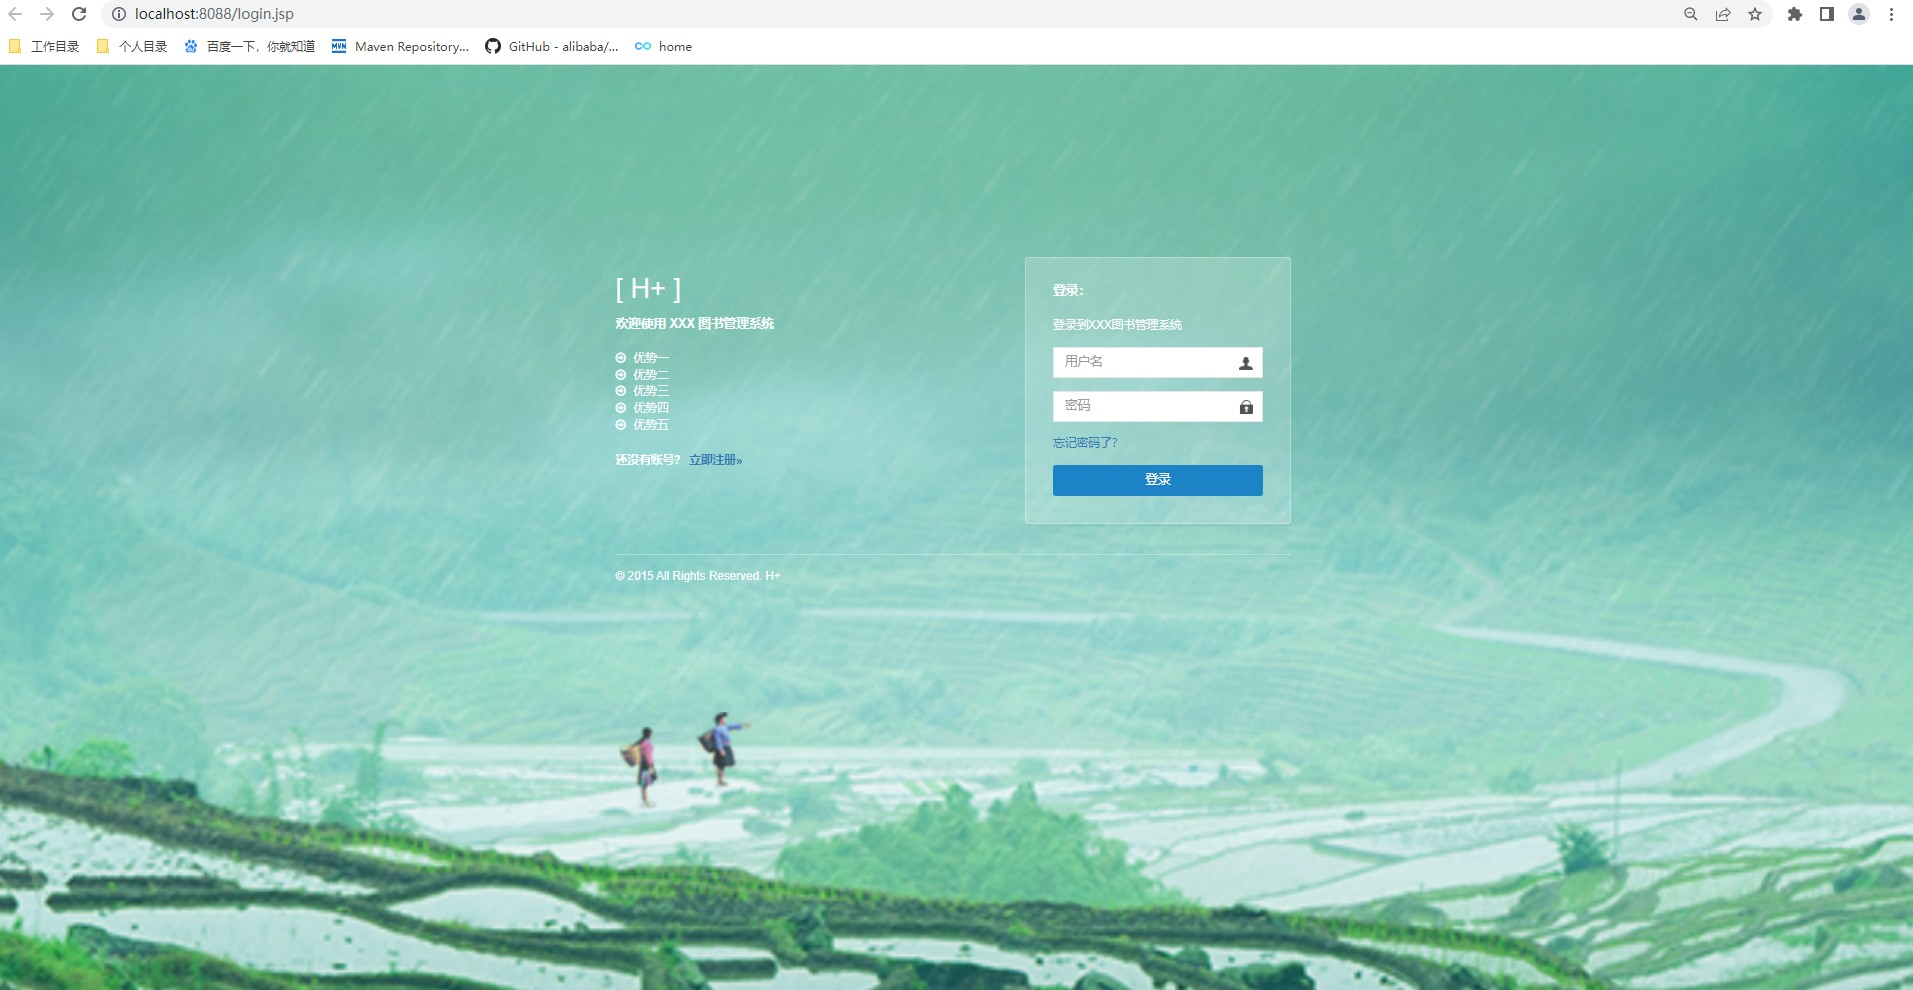 localhost:8088/login.jsp
工作目录 个人目录 百度一下，你就知道 Maven Repository... GitHub - alibaba/... home
[ H+ ]
欢迎使用 XXX 图书管理系统
优势一
优势二
优势三
优势四
优势五
还没有账号？ 立即注册»
登录：
登录到XXX图书管理系统
用户名
密码
忘记密码了？
登录
© 2015 All Rights Reserved. H+